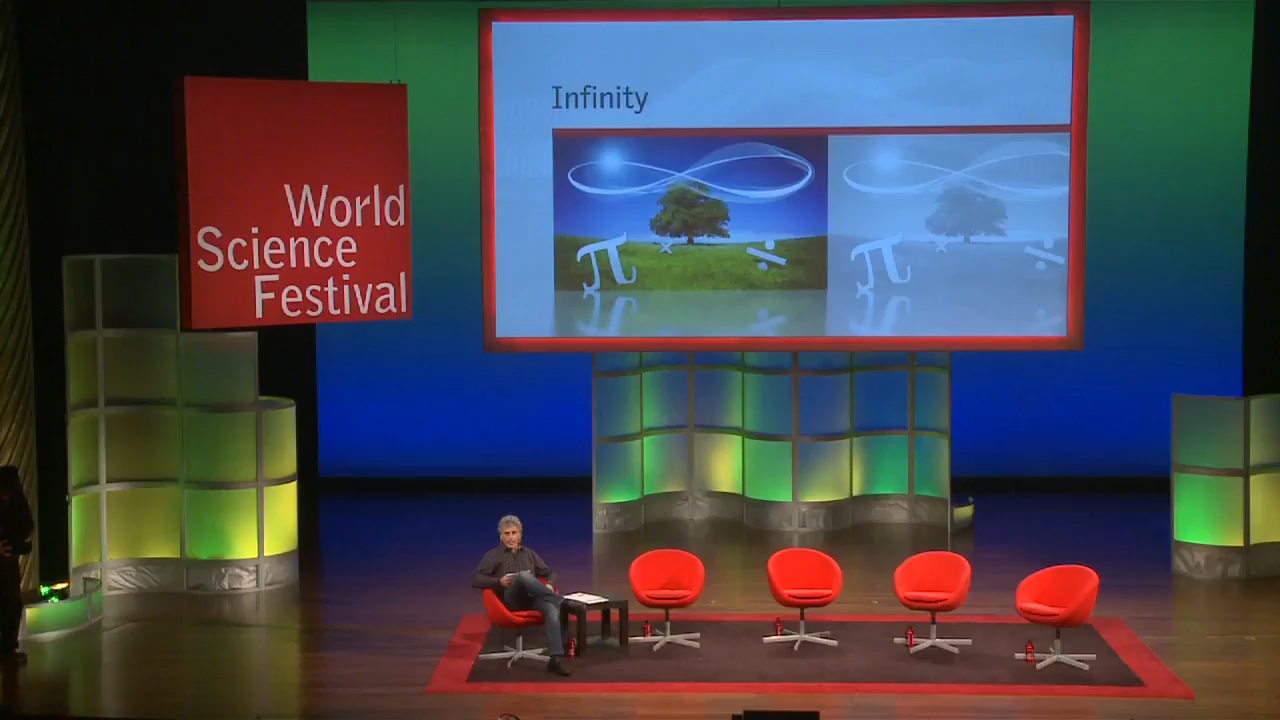 World
Science
Festival
Infinity
π × ÷
π × ÷